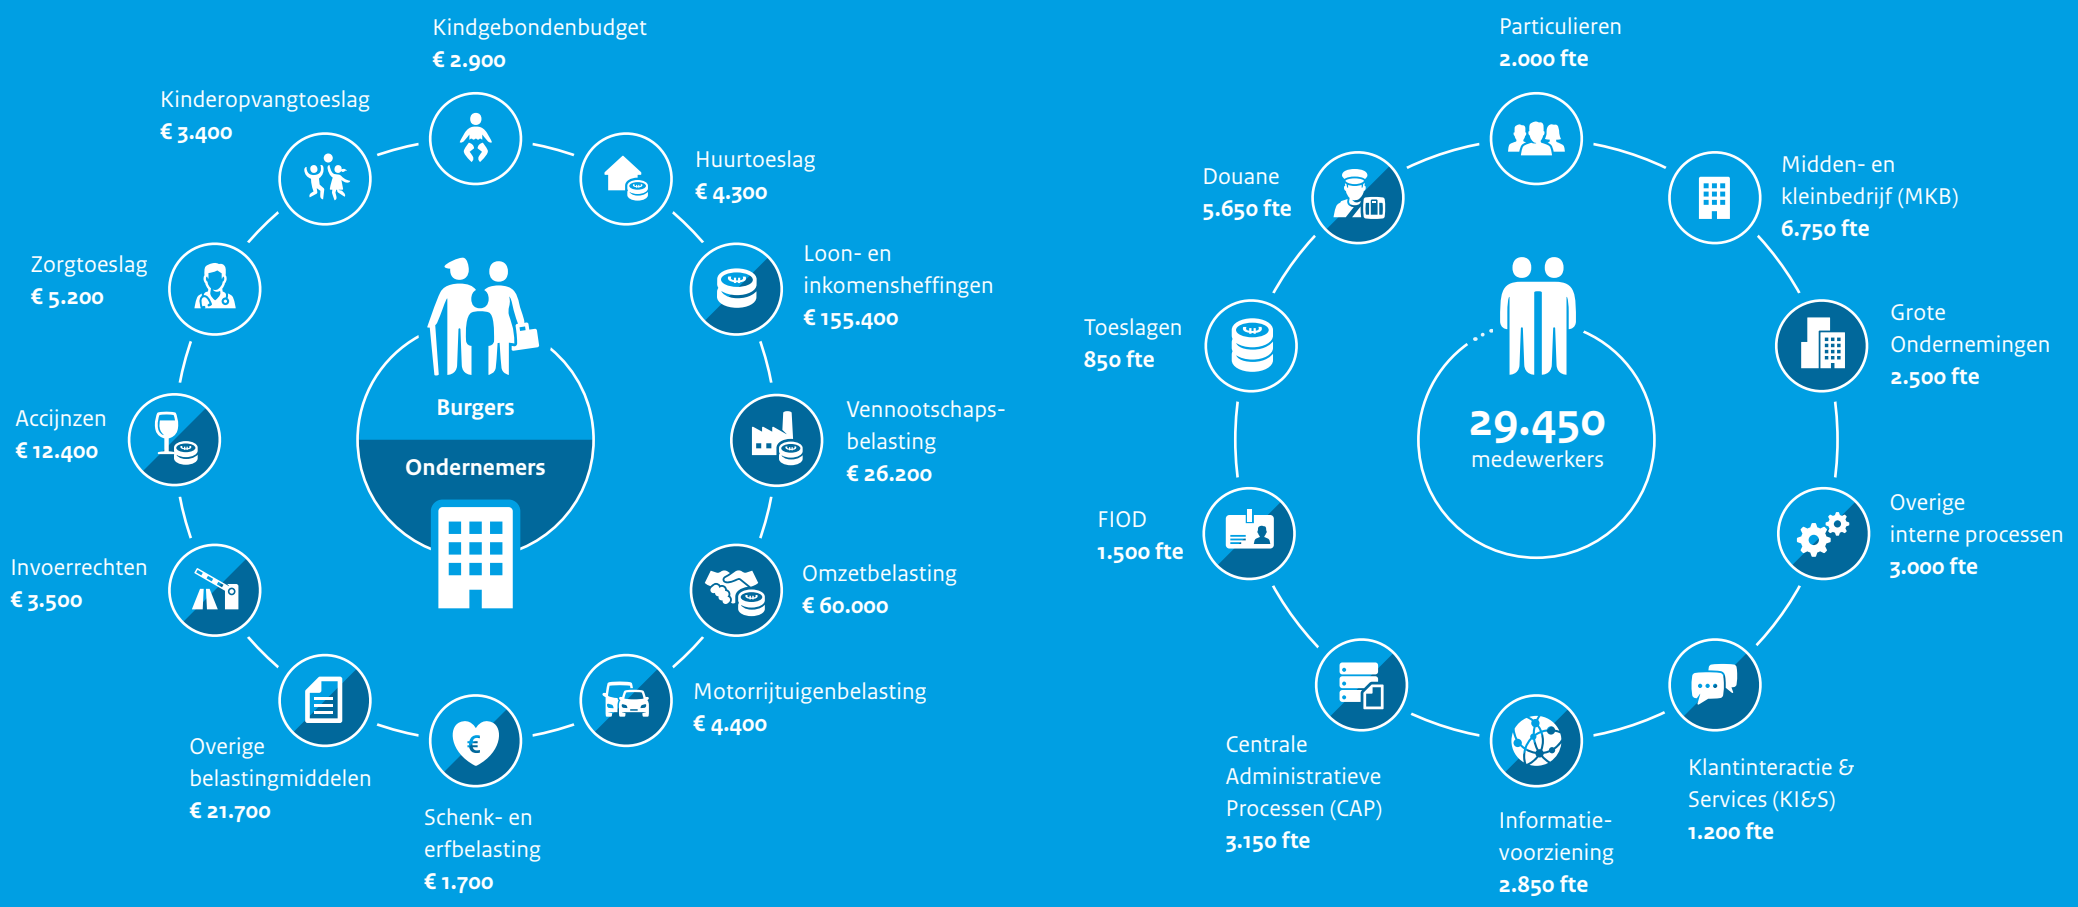 Kindgebondenbudget
€ 2.900
Kinderopvangtoeslag
€ 3.400
Huurtoeslag
€ 4.300
Zorgtoeslag
€ 5.200
Loon- en
inkomensheffingen
€ 155.400
Accijnzen
€ 12.400
Burgers
Ondernemers
Vennootschaps-
belasting
€ 26.200
Invoerrechten
€ 3.500
Omzetbelasting
€ 60.000
Overige
belastingmiddelen
€ 21.700
€
Schenk- en
erfbelasting
€ 1.700
Motorrijtuigenbelasting
€ 4.400
Particulieren
2.000 fte
Douane
5.650 fte
Midden- en
kleinbedrijf (MKB)
6.750 fte
Toeslagen
850 fte
Grote
Ondernemingen
2.500 fte
29.450
medewerkers
FIOD
1.500 fte
Overige
interne processen
3.000 fte
Centrale
Administratieve
Processen (CAP)
3.150 fte
Informatie-
voorziening
2.850 fte
Klantinteractie &
Services (KI&S)
1.200 fte